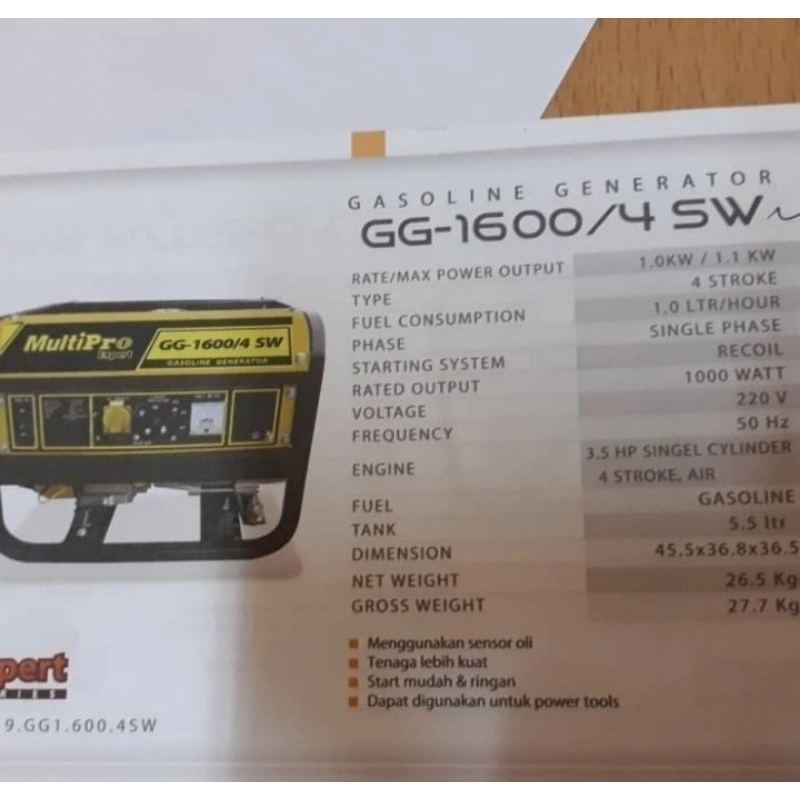 GASOLINE GENERATOR
GG-1600/4 SW
RATE/MAX POWER OUTPUT 1.0KW / 1.1 KW
TYPE 4 STROKE
FUEL CONSUMPTION 1.0 LTR/HOUR
PHASE SINGLE PHASE
STARTING SYSTEM RECOIL
RATED OUTPUT 1000 WATT
VOLTAGE 220 V
FREQUENCY 50 Hz
ENGINE 3.5 HP SINGEL CYLINDER
4 STROKE, AIR
FUEL GASOLINE
TANK 5.5 ltr
DIMENSION 45.5x36.8x36.5
NET WEIGHT 26.5 Kg
GROSS WEIGHT 27.7 Kg
Menggunakan sensor oli
Tenaga lebih kuat
Start mudah & ringan
Dapat digunakan untuk power tools
MultiPro
Expert
GG-1600/4 SW
GASOLINE GENERATOR
pert
RIES
9.GG1.600.4SW